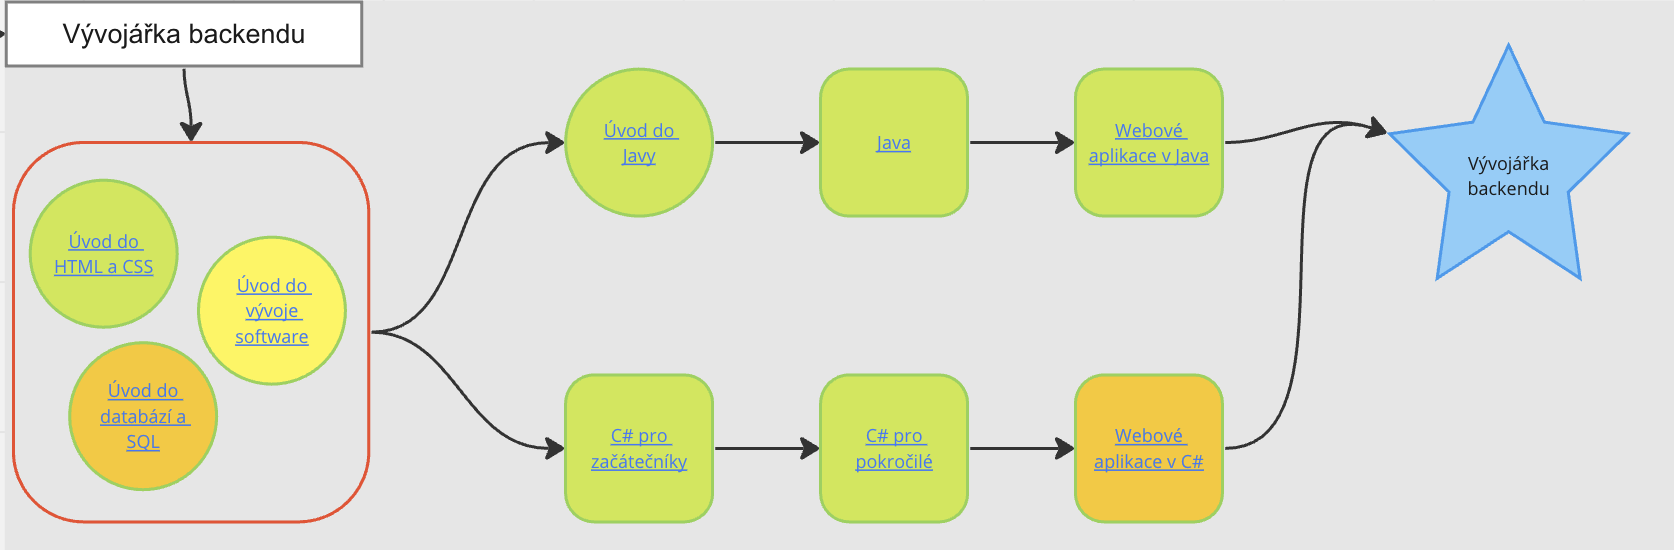 Vývojářka backendu
Úvod do
HTML a CSS
Úvod do
vývoje
software
Úvod do
databází a
SQL
Úvod do
Javy
Java
Webové
aplikace v Java
C# pro
začátečníky
C# pro
pokročilé
Webové
aplikace v C#
Vývojářka
backendu